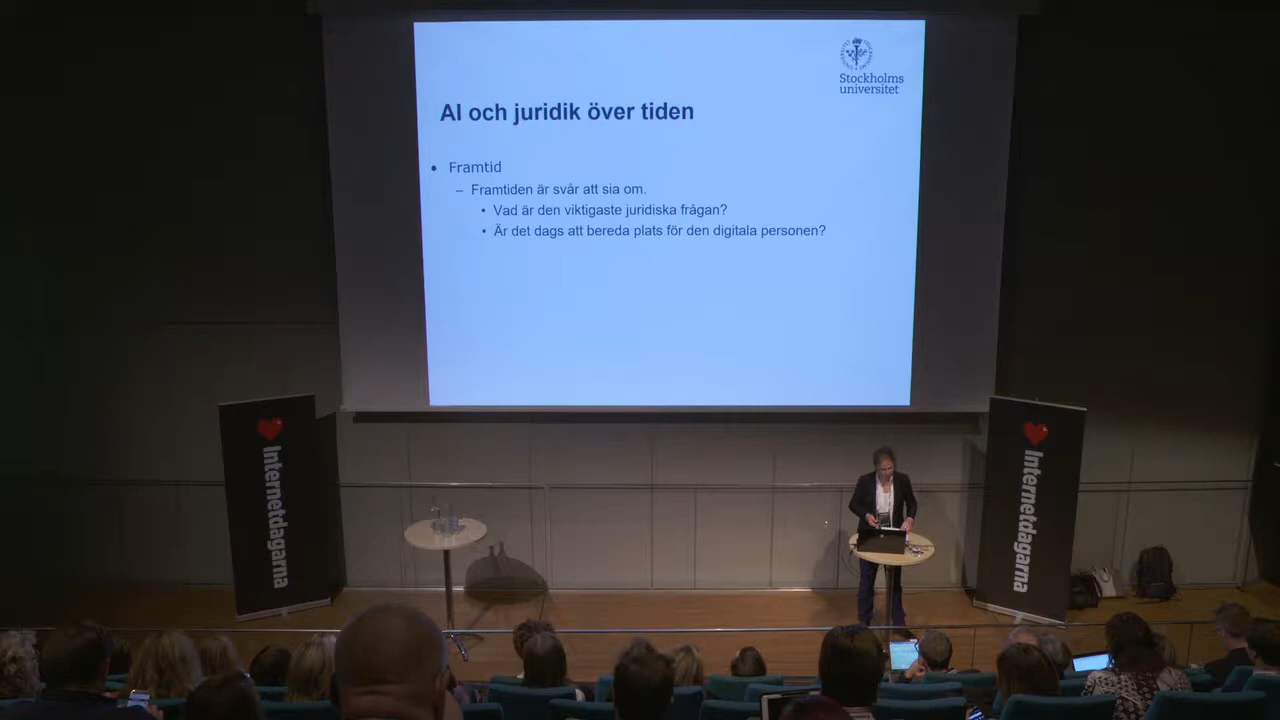 Stockholms
universitet
AI och juridik över tiden
• Framtid
– Framtiden är svår att sia om.
• Vad är den viktigaste juridiska frågan?
• Är det dags att bereda plats för den digitala personen?
Internetdagarna
Internetdagarna